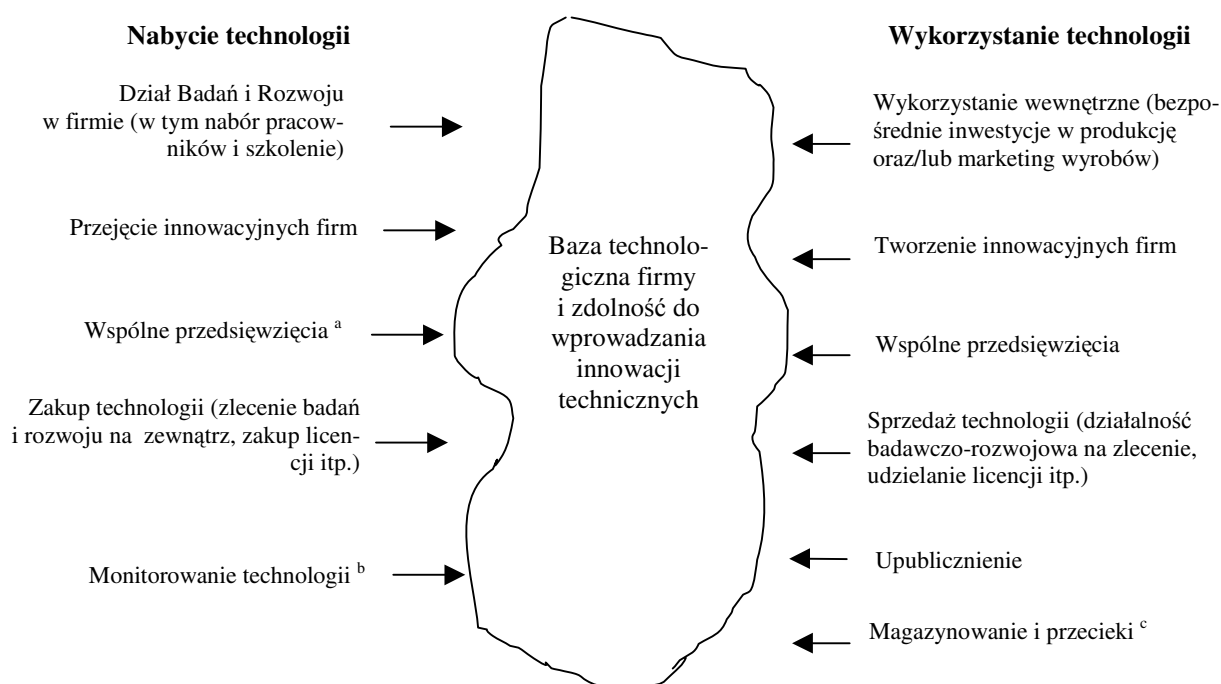 Nabycie technologii
Dział Badań i Rozwoju
w firmie (w tym nabór pracow-
ników i szkolenie)
Przejęcie innowacyjnych firm
Wspólne przedsięwzięcia a
Zakup technologii (zlecenie badań
i rozwoju na zewnątrz, zakup licen-
cji itp.)
Monitorowanie technologii b
Baza technolo-
giczna firmy
i zdolność do
wprowadzania
innowacji
technicznych
Wykorzystanie technologii
Wykorzystanie wewnętrzne (bezpo-
średnie inwestycje w produkcję
oraz/lub marketing wyrobów)
Tworzenie innowacyjnych firm
Wspólne przedsięwzięcia
Sprzedaż technologii (działalność
badawczo-rozwojowa na zlecenie,
udzielanie licencji itp.)
Upublicznienie
Magazynowanie i przecieki c